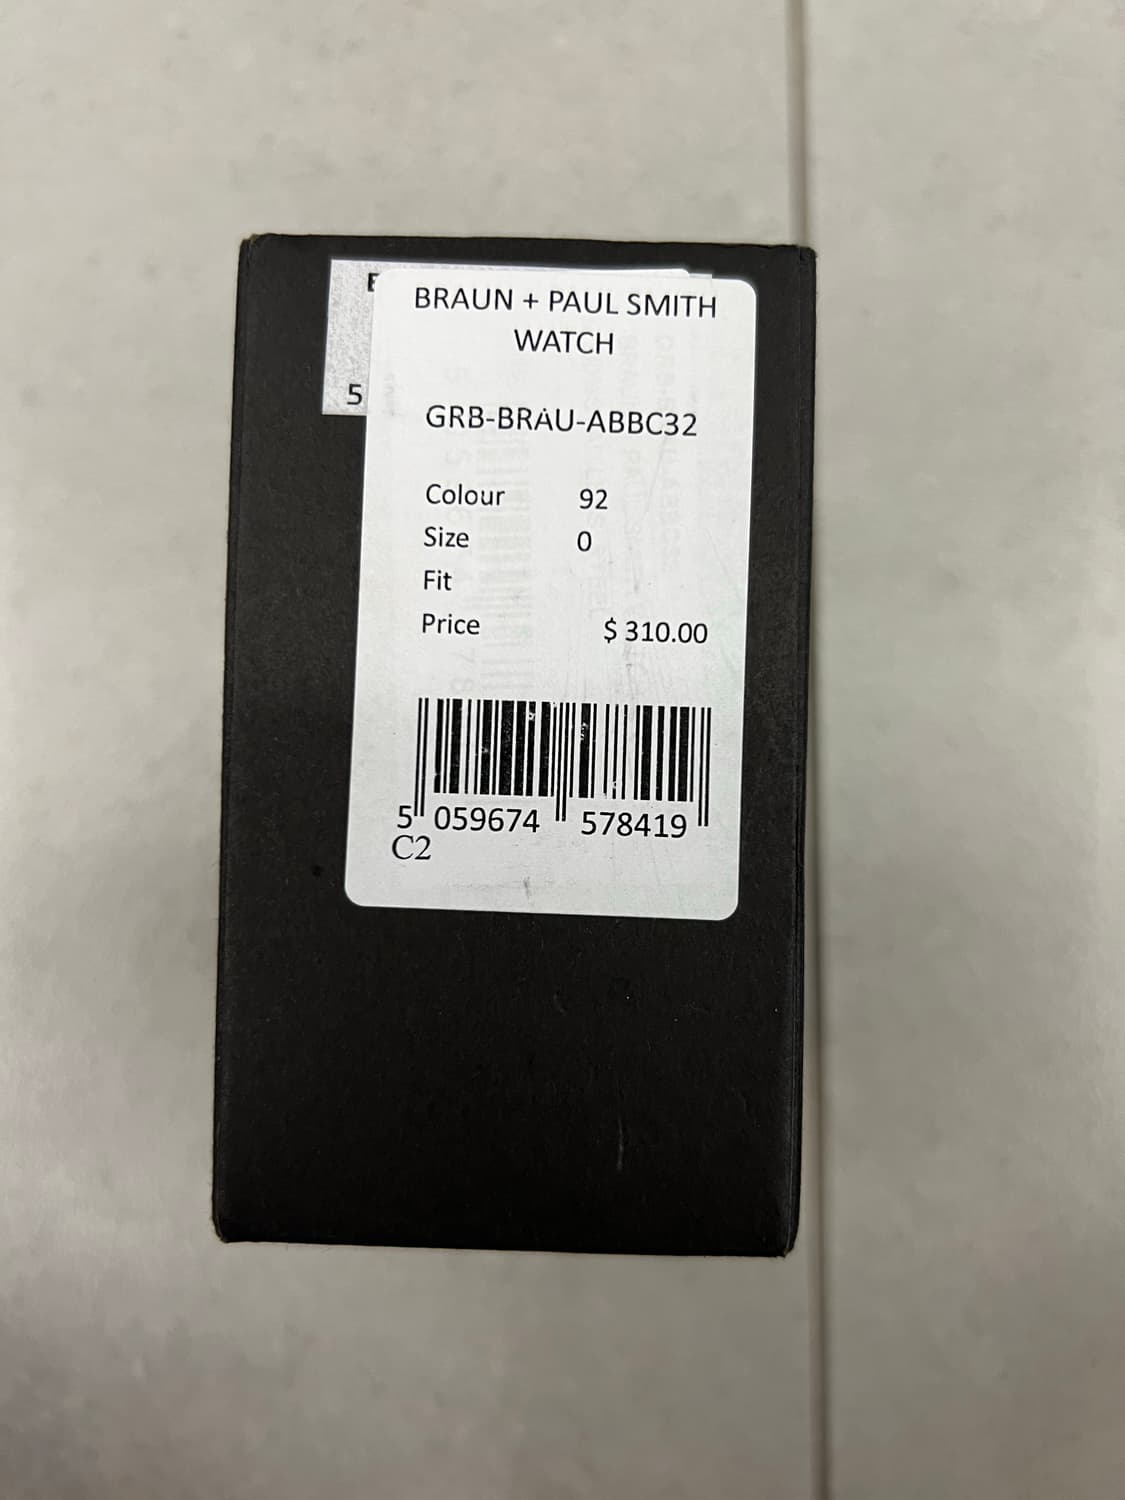 E
BRAUN + PAUL SMITH
WATCH
5
GRB-BRAU-ABBC32
Colour 92
Size 0
Fit
Price $ 310.00
5 059674 578419
C2